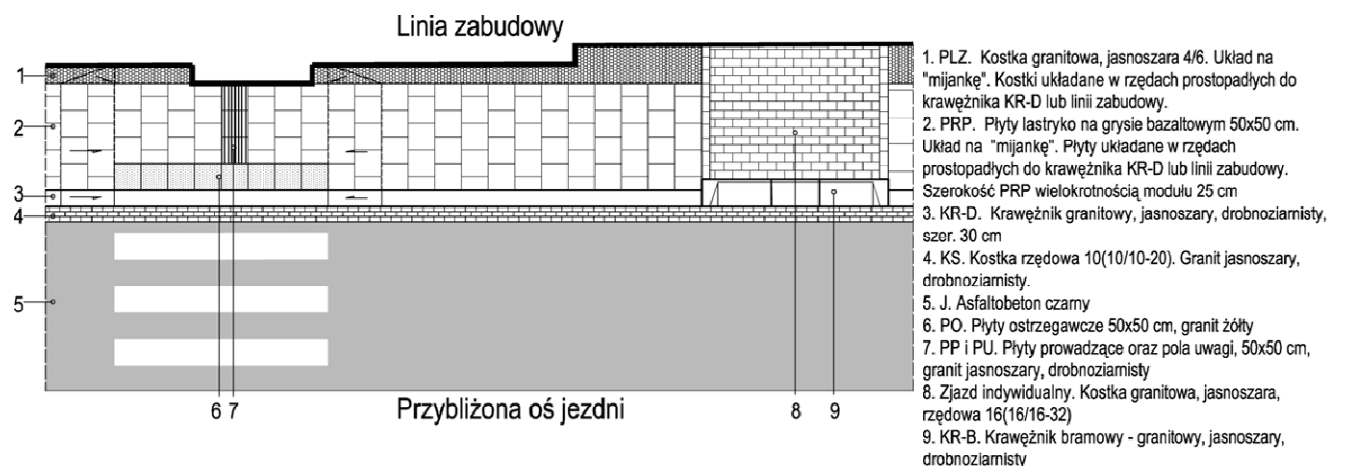 Linia zabudowy
1
2
3
4
5
6 7
Przybliżona oś jezdni
8
9
1. PLZ. Kostka granitowa, jasnoszara 4/6. Układ na
"mijankę". Kostki układane w rzędach prostopadłych do
krawężnika KR-D lub linii zabudowy.
2. PRP. Płyty lastryko na grysie bazaltowym 50x50 cm.
Układ na "mijankę". Płyty układane w rzędach
prostopadłych do krawężnika KR-D lub linii zabudowy.
Szerokość PRP wielokrotnością modułu 25 cm
3. KR-D. Krawężnik granitowy, jasnoszary, drobnoziarnisty,
szer. 30 cm
4. KS. Kostka rzędowa 10(10/10-20). Granit jasnoszary,
drobnoziarnisty.
5. J. Asfaltobeton czarny
6. PO. Płyty ostrzegawcze 50x50 cm, granit żółty
7. PP i PU. Płyty prowadzące oraz pola uwagi, 50x50 cm,
granit jasnoszary, drobnoziarnisty
8. Zjazd indywidualny. Kostka granitowa, jasnoszara,
rzędowa 16(16/16-32)
9. KR-B. Krawężnik bramowy - granitowy, jasnoszary,
drobnoziarnisty